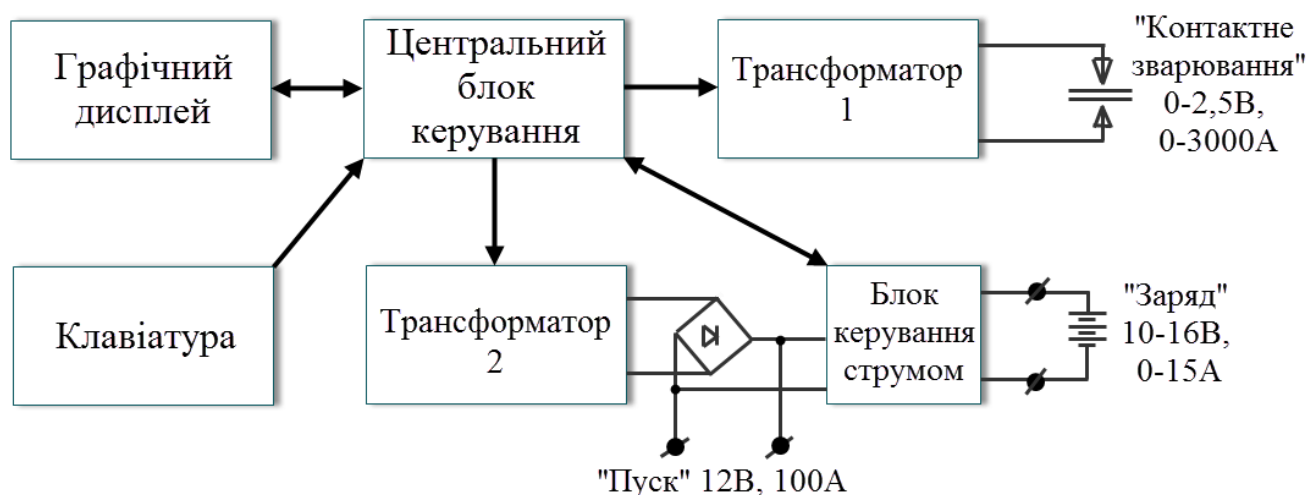 Графічний
дисплей
Центральний
блок
керування
Трансформатор
1
"Контактне
зварювання"
0-2,5В,
0-3000А
Клавіатура
Трансформатор
2
Блок
керування
струмом
"Заряд"
10-16В,
0-15А
"Пуск" 12В, 100А